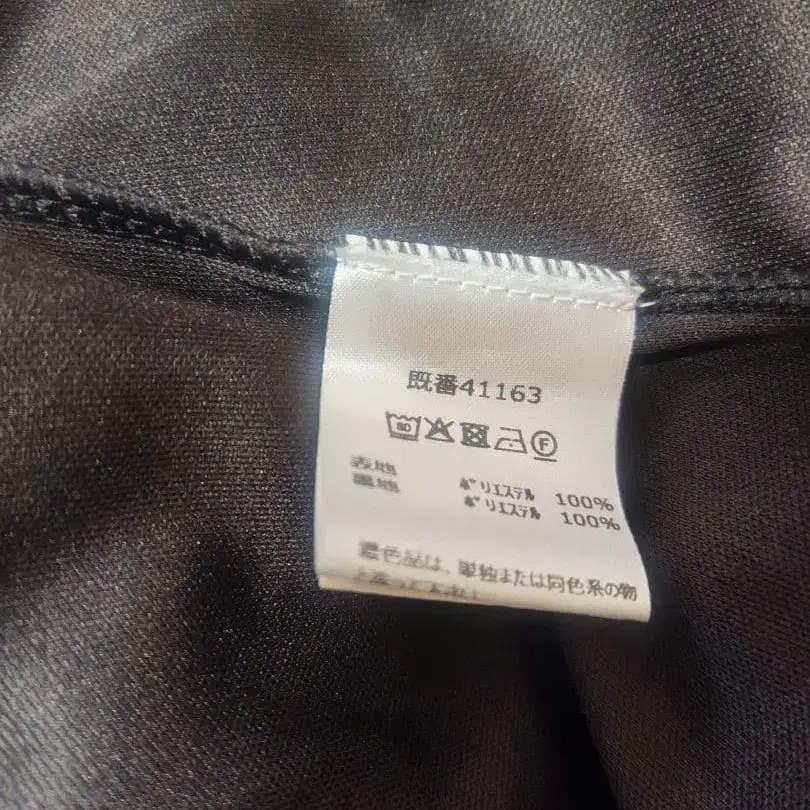 既番41163
F
表地 ポリエステル 100%
裏地 ポリエステル 100%
濃色品は、単独または同色系の物